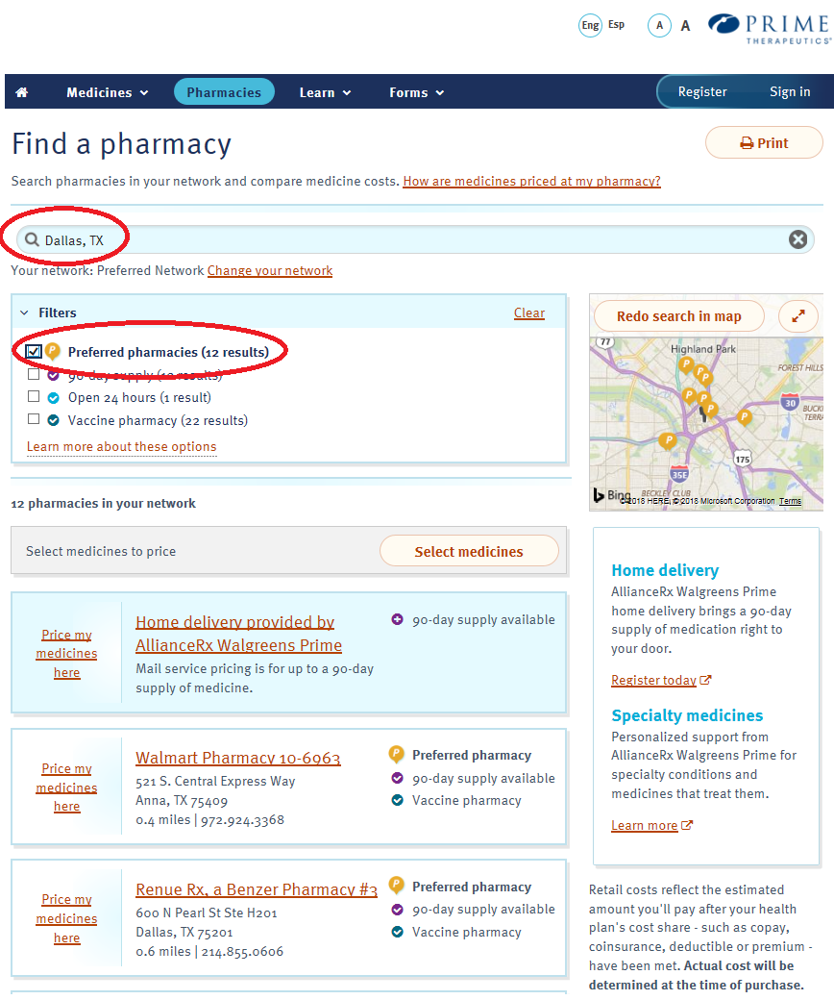 Eng Esp A A PRIME
THERAPEUTICS®
Medicines Pharmacies Learn Forms Register Sign in
Find a pharmacy
Print
Search pharmacies in your network and compare medicine costs. How are medicines priced at my pharmacy?
Dallas, TX
Your network: Preferred Network Change your network
Filters Clear
P Preferred pharmacies (12 results)
90-day supply (12 results)
Open 24 hours (1 result)
Vaccine pharmacy (22 results)
Learn more about these options
Redo search in map
77
Highland Park
FOREST HILLS
P
P
P
P
P
P
P
P
30
175
35E
BECKLEY CLUB
Bing
© 2018 HERE, © 2018 Microsoft Corporation Terms
12 pharmacies in your network
Select medicines to price Select medicines
Price my
medicines
here
Home delivery provided by
AllianceRx Walgreens Prime
Mail service pricing is for up to a 90-day
supply of medicine.
90-day supply available
Price my
medicines
here
Walmart Pharmacy 10-6963
521 S. Central Express Way
Anna, TX 75409
0.4 miles | 972.924.3368
P Preferred pharmacy
90-day supply available
Vaccine pharmacy
Price my
medicines
here
Renue Rx, a Benzer Pharmacy #3
600 N Pearl St Ste H201
Dallas, TX 75201
0.6 miles | 214.855.0606
P Preferred pharmacy
90-day supply available
Vaccine pharmacy
Home delivery
AllianceRx Walgreens Prime
home delivery brings a 90-day
supply of medication right to
your door.
Register today
Specialty medicines
Personalized support from
AllianceRx Walgreens Prime for
specialty conditions and
medicines that treat them.
Learn more
Retail costs reflect the estimated
amount you'll pay after your health
plan's cost share - such as copay,
coinsurance, deductible or premium -
have been met. Actual cost will be
determined at the time of purchase.